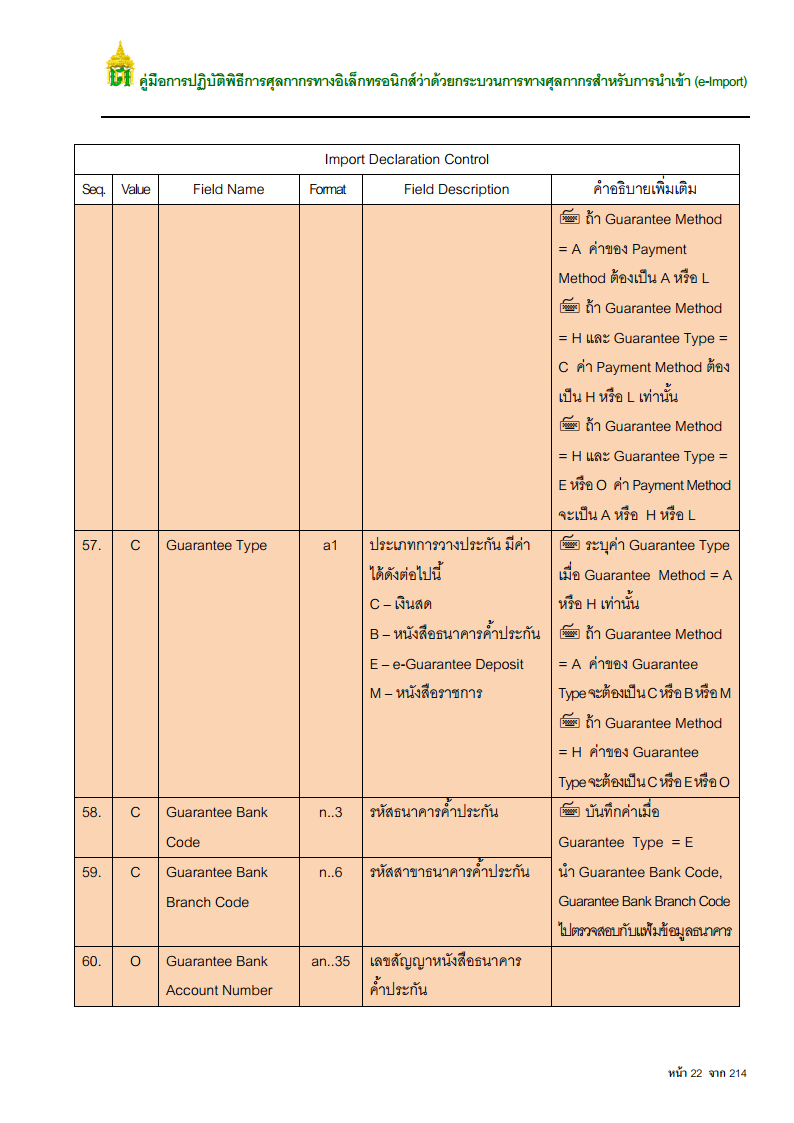 คู่มือการปฏิบัติพิธีการศุลกากรทางอิเล็กทรอนิกส์ว่าด้วยกระบวนการทางศุลกากรสำหรับการนำเข้า (e-Import)
Import Declaration Control
Seq. Value Field Name Format Field Description คำอธิบายเพิ่มเติม
ถ้า Guarantee Method
= A ค่าของ Payment
Method ต้องเป็น A หรือ L
ถ้า Guarantee Method
= H และ Guarantee Type =
C ค่า Payment Method ต้อง
เป็น H หรือ L เท่านั้น
ถ้า Guarantee Method
= H และ Guarantee Type =
E หรือ O ค่า Payment Method
จะเป็น A หรือ H หรือ L
57. C Guarantee Type a1
ประเภทการวางประกัน มีค่า
ได้ดังต่อไปนี้
C – เงินสด
B – หนังสือธนาคารค้ำประกัน
E – e-Guarantee Deposit
M – หนังสือราชการ
ระบุค่า Guarantee Type
เมื่อ Guarantee Method = A
หรือ H เท่านั้น
ถ้า Guarantee Method
= A ค่าของ Guarantee
Type จะต้องเป็น C หรือ B หรือ M
ถ้า Guarantee Method
= H ค่าของ Guarantee
Type จะต้องเป็น C หรือ E หรือ O
58. C Guarantee Bank
Code
n..3 รหัสธนาคารค้ำประกัน
59. C Guarantee Bank
Branch Code
n..6 รหัสสาขาธนาคารค้ำประกัน
บันทึกค่าเมื่อ
Guarantee Type = E
นำ Guarantee Bank Code,
Guarantee Bank Branch Code
ไปตรวจสอบกับแฟ้มข้อมูลธนาคาร
60. O Guarantee Bank
Account Number
an..35 เลขสัญญาหนังสือธนาคาร
ค้ำประกัน
หน้า 22 จาก 214